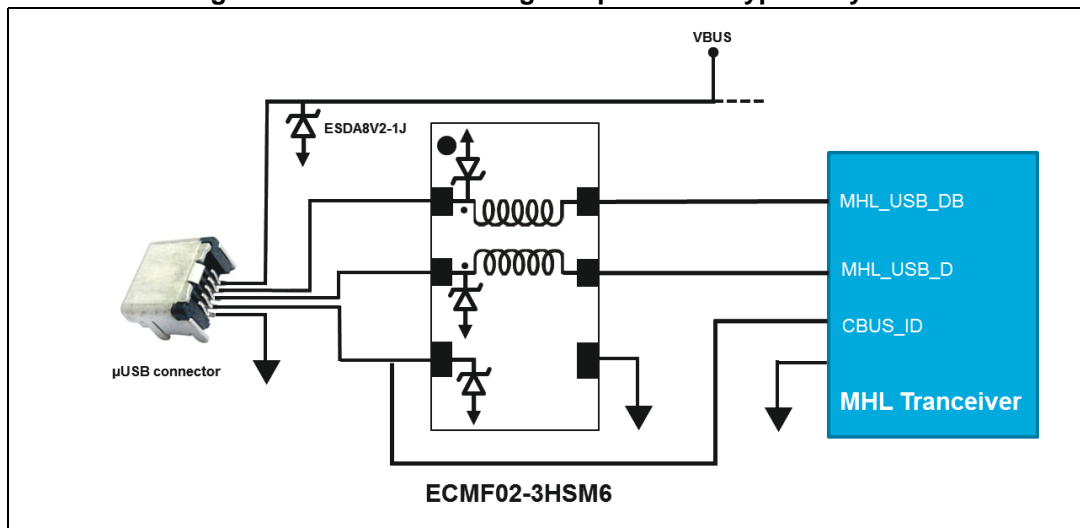 VBUS
ESDA8V2-1J
MHL_USB_DB
MHL_USB_D
CBUS_ID
MHL Tranceiver
µUSB connector
ECMF02-3HSM6